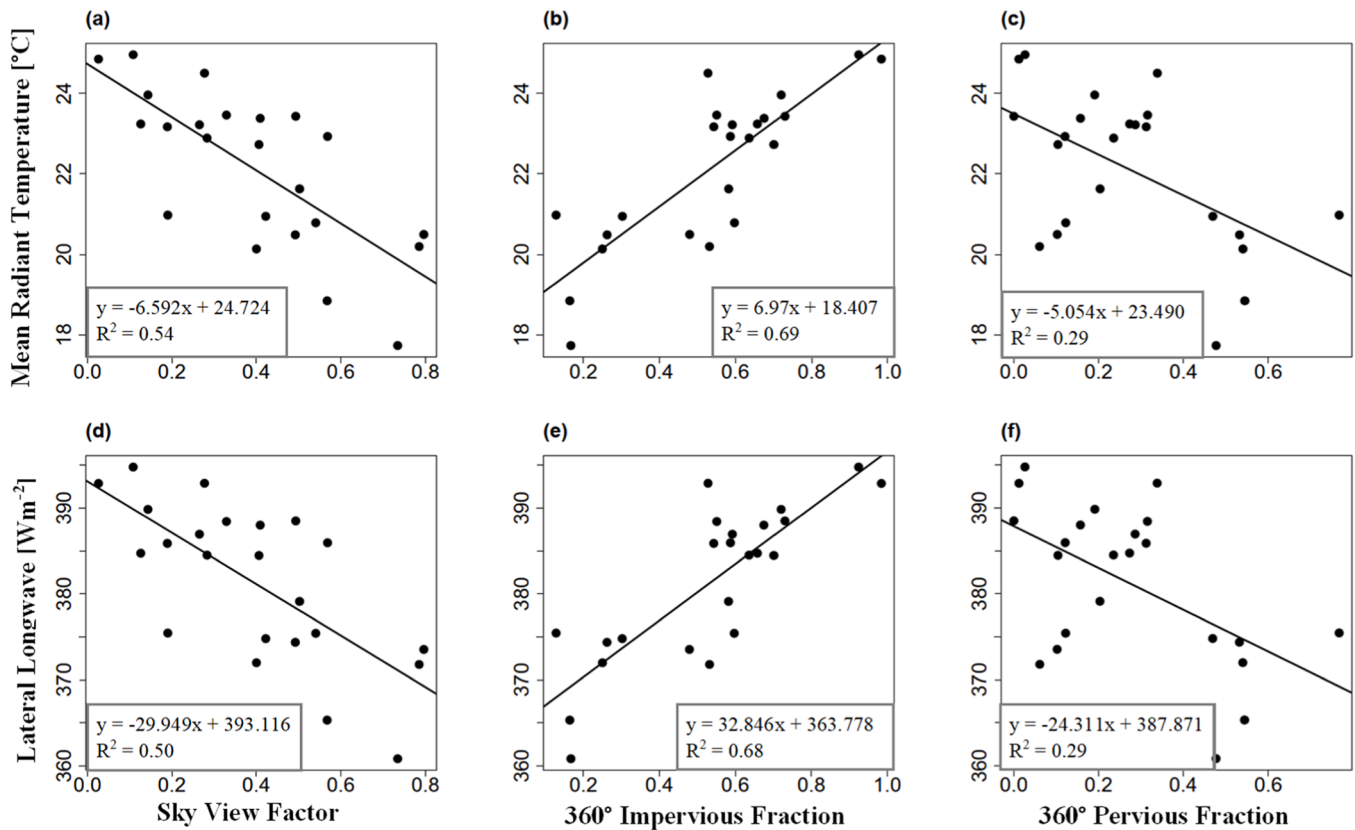 (a)
(b)
(c)
Mean Radiant Temperature [°C]
24
22
20
18
y = -6.592x + 24.724
R² = 0.54
0.0 0.2 0.4 0.6 0.8
24
22
20
18
y = 6.97x + 18.407
R² = 0.69
0.2 0.4 0.6 0.8 1.0
24
22
20
18
y = -5.054x + 23.490
R² = 0.29
0.0 0.2 0.4 0.6
(d)
(e)
(f)
Lateral Longwave [Wm⁻²]
390
380
370
360
y = -29.949x + 393.116
R² = 0.50
0.0 0.2 0.4 0.6 0.8
Sky View Factor
390
380
370
360
y = 32.846x + 363.778
R² = 0.68
0.2 0.4 0.6 0.8 1.0
360° Impervious Fraction
390
380
370
360
y = -24.311x + 387.871
R² = 0.29
0.0 0.2 0.4 0.6
360° Pervious Fraction